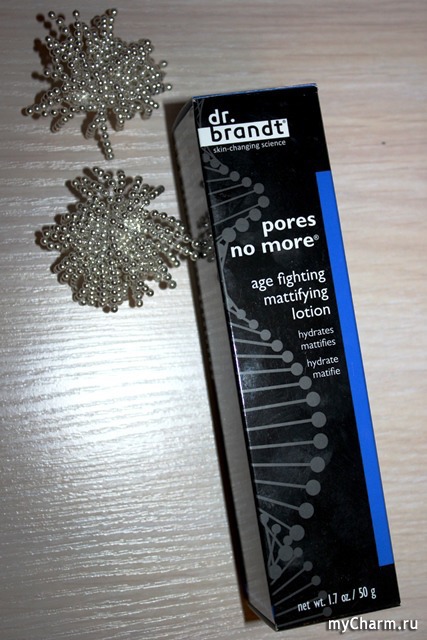 dr.
brandt®
skin-changing science
pores
no more®
age fighting
mattifying
lotion
hydrates
mattifies
hydrate
matifie
net wt. 1.7 oz. / 50 g
myCharm.ru